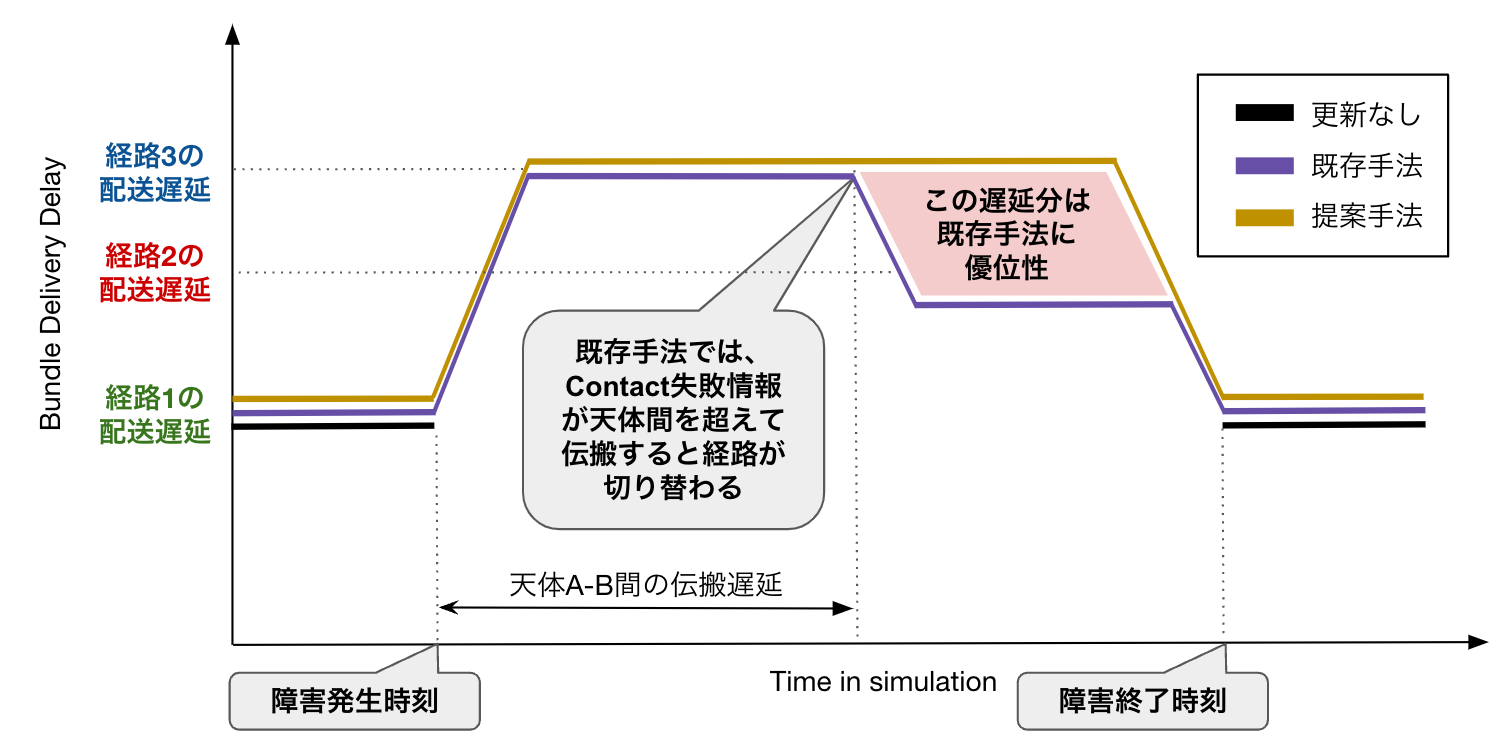 Bundle Delivery Delay
経路3の
配送遅延
経路2の
配送遅延
経路1の
配送遅延
更新なし
既存手法
提案手法
この遅延分は
既存手法に
優位性
既存手法では、
Contact失敗情報
が天体間を超えて
伝搬すると経路が
切り替わる
天体A-B間の伝搬遅延
障害発生時刻
Time in simulation
障害終了時刻